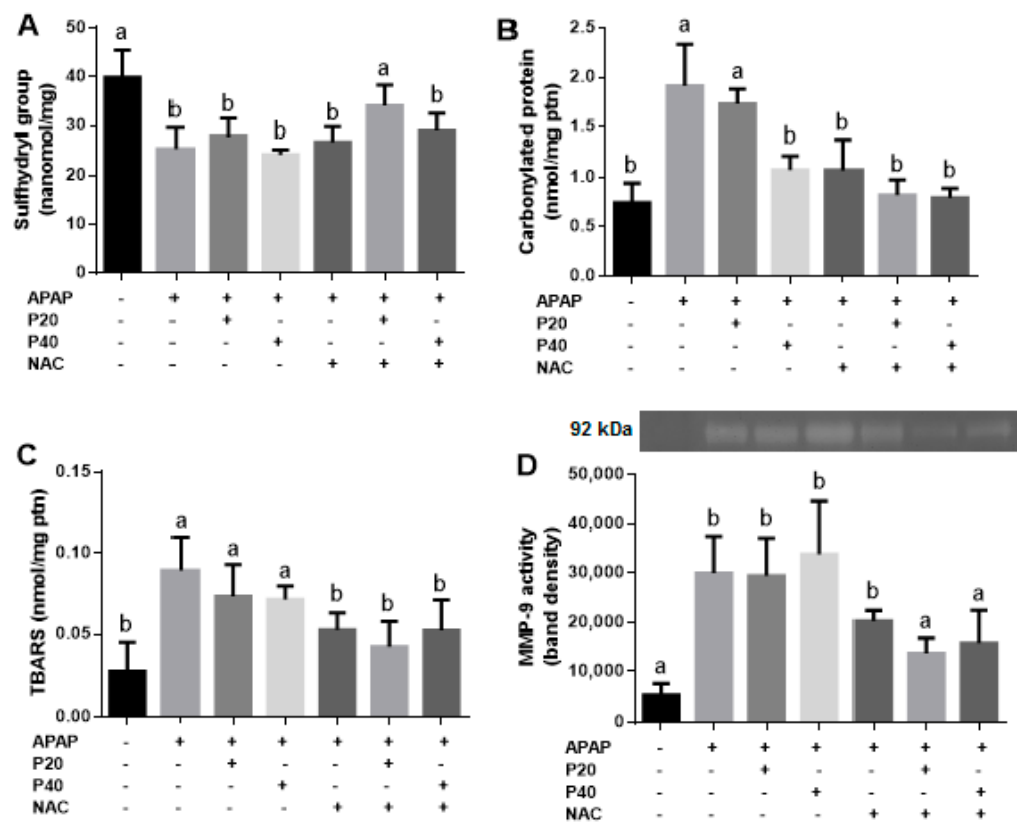 A
Sulfhydryl group
(nanomol/mg)
50
40
30
20
10
0
a
b
b
b
b
a
b
APAP - + + + + + +
P20 - - + - - + -
P40 - - - + - - +
NAC - - - - + + +
B
Carbonylated protein
(nmol/mg ptn)
2.5
2.0
1.5
1.0
0.5
0.0
b
a
a
b
b
b
b
APAP - + + + + + +
P20 - - + - - + -
P40 - - - + - - +
NAC - - - - + + +
C
TBARS (nmol/mg ptn)
0.15
0.10
0.05
0.00
b
a
a
a
b
b
b
APAP - + + + + + +
P20 - - + - - + -
P40 - - - + - - +
NAC - - - - + + +
92 kDa
D
MMP-9 activity
(band density)
50,000
40,000
30,000
20,000
10,000
0
a
b
b
b
b
a
a
APAP - + + + + + +
P20 - - + - - + -
P40 - - - + - - +
NAC - - - - + + +